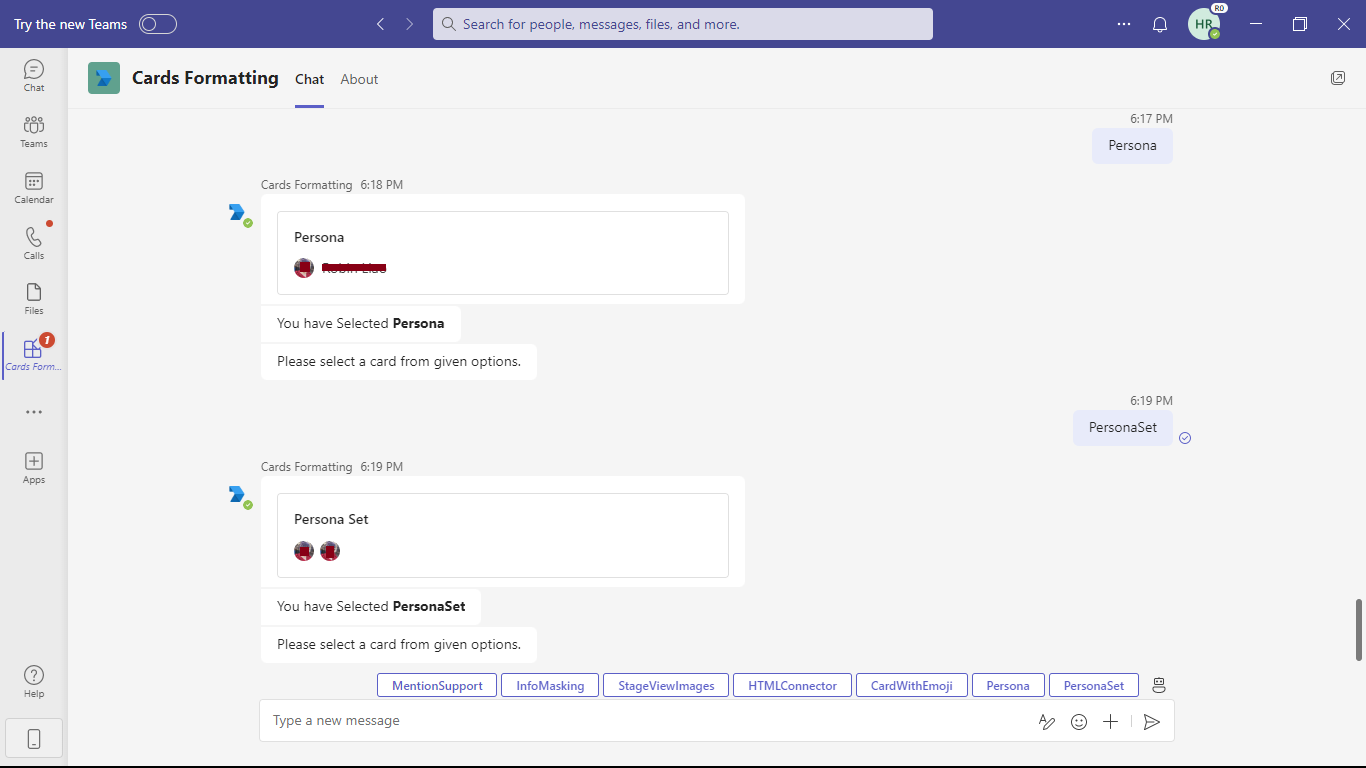 Try the new Teams
Search for people, messages, files, and more.
HR
R0
Chat
Teams
Calendar
Calls
Files
1
Cards Form...
Apps
Help
Cards Formatting
Chat
About
6:17 PM
Persona
Cards Formatting 6:18 PM
Persona
You have Selected Persona
Please select a card from given options.
6:19 PM
PersonaSet
Cards Formatting 6:19 PM
Persona Set
You have Selected PersonaSet
Please select a card from given options.
MentionSupport InfoMasking StageViewImages HTMLConnector CardWithEmoji Persona PersonaSet
Type a new message